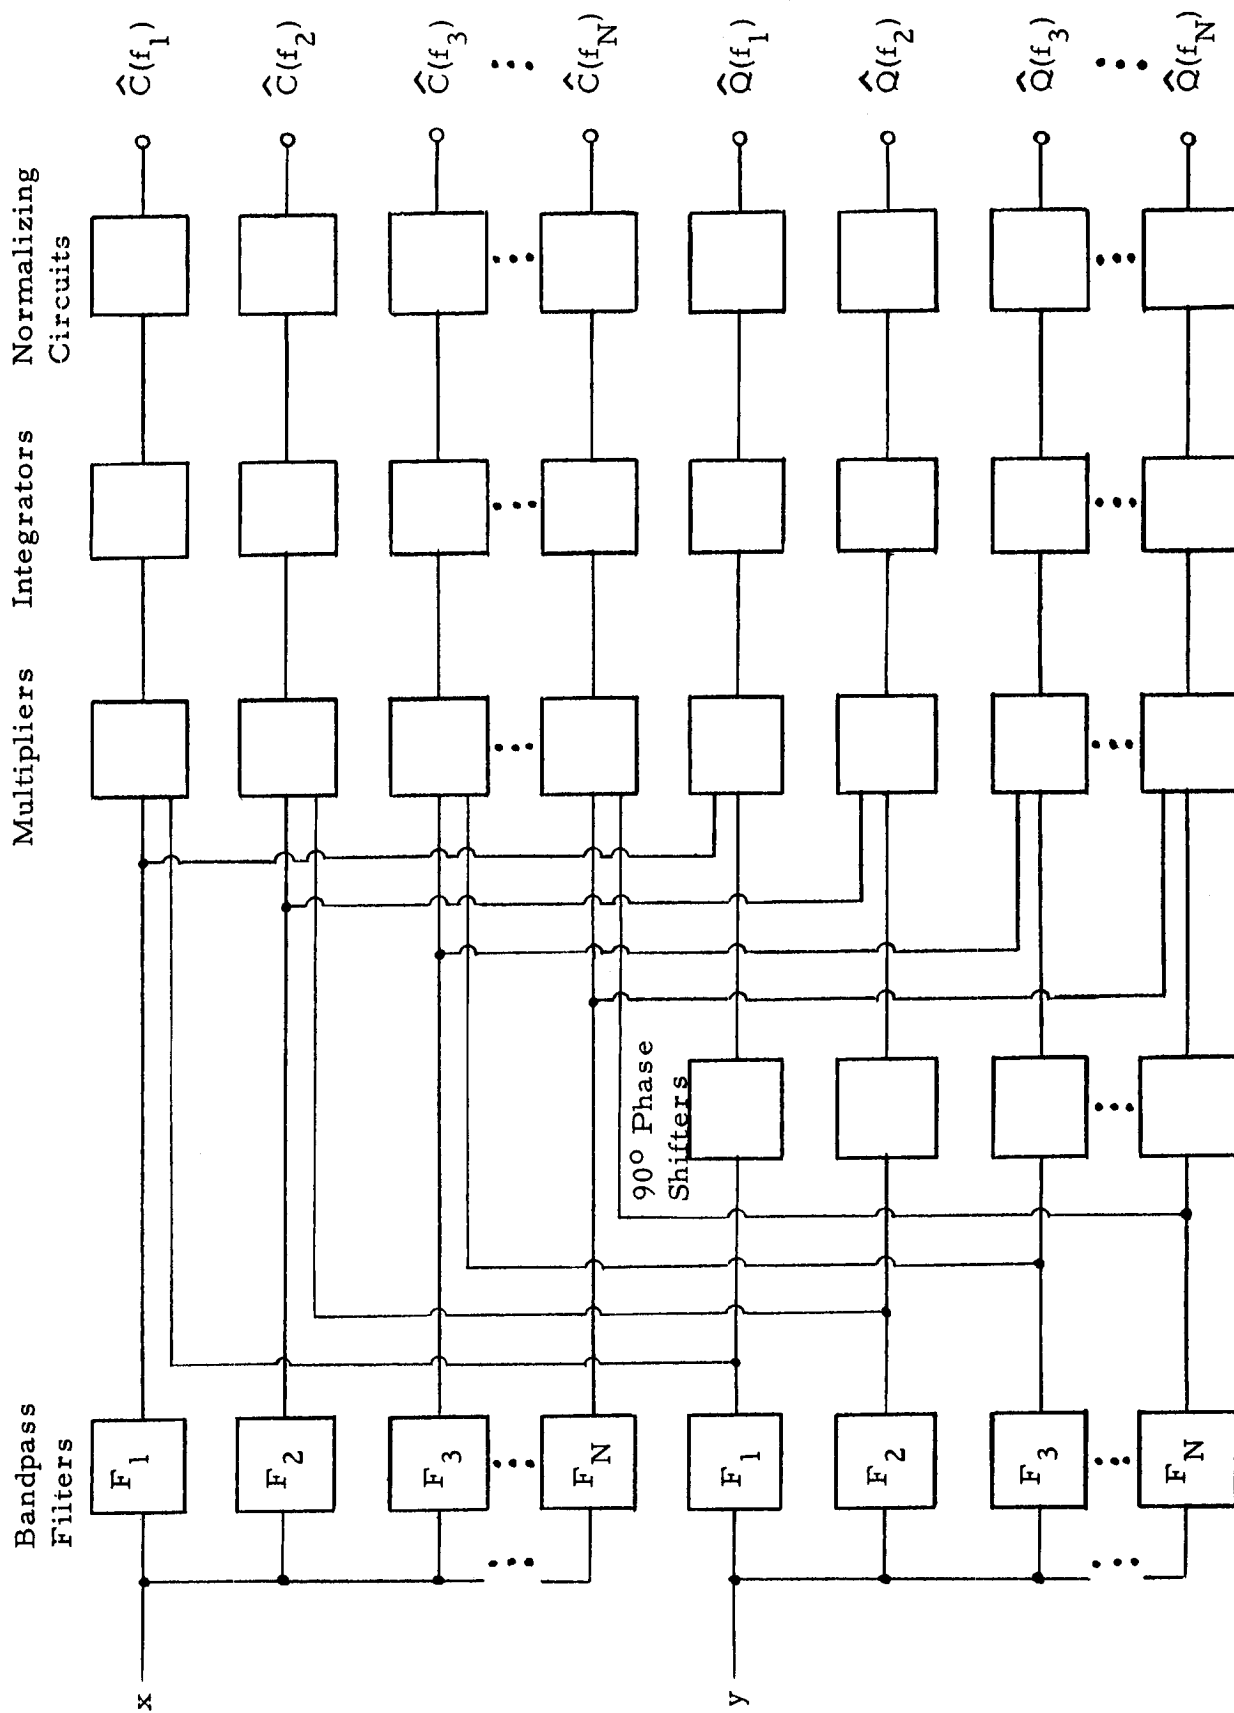 Bandpass
Filters
90° Phase
Shifters
Multipliers
Integrators
Normalizing
Circuits
x
F1
F2
F3
FN
y
F1
F2
F3
FN
Ĉ(f1)
Ĉ(f2)
Ĉ(f3)
Ĉ(fN)
Q̂(f1)
Q̂(f2)
Q̂(f3)
Q̂(fN)